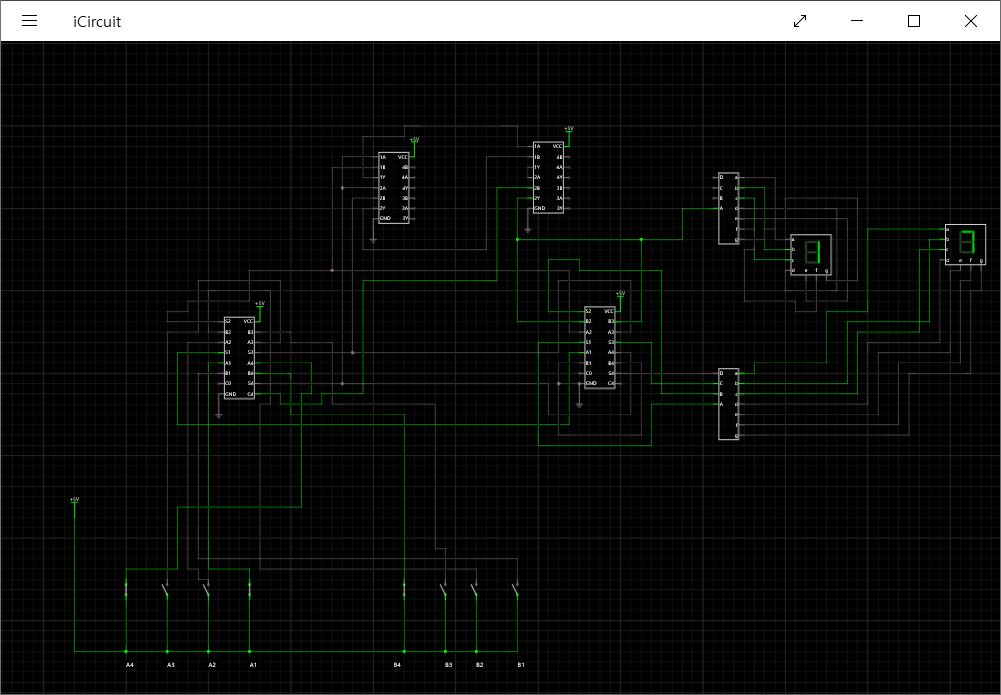 iCircuit
+5V
1A VCC
1B 4B
1Y 4A
2A 4Y
2B 3B
2Y 3A
GND 3Y
+5V
1A VCC
1B 4B
1Y 4A
2A 4Y
2B 3B
2Y 3A
GND 3Y
D a
C b
B c
A d
e
f
g
a
b
c
d e f g
a
b
c
d e f g
+5V
S2 VCC
B2 B3
A2 A3
S1 S3
A1 A4
B1 B4
C0 S4
GND C4
+5V
S2 VCC
B2 B3
A2 A3
S1 S3
A1 A4
B1 B4
C0 S4
GND C4
D a
C b
B c
A d
e
f
g
+5V
A4 A3 A2 A1 B4 B3 B2 B1